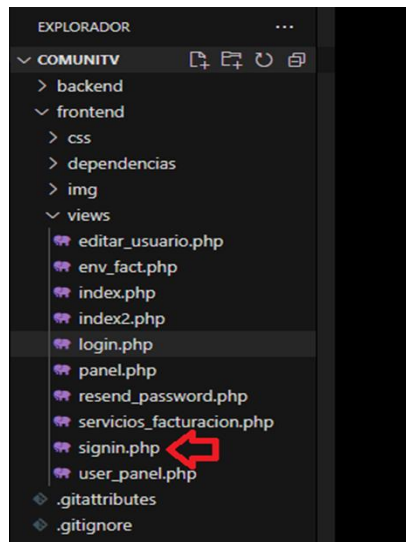 EXPLORADOR
COMUNITV
backend
frontend
css
dependencias
img
views
editar_usuario.php
env_fact.php
index.php
index2.php
login.php
panel.php
resend_password.php
servicios_facturacion.php
signin.php
user_panel.php
.gitattributes
.gitignore